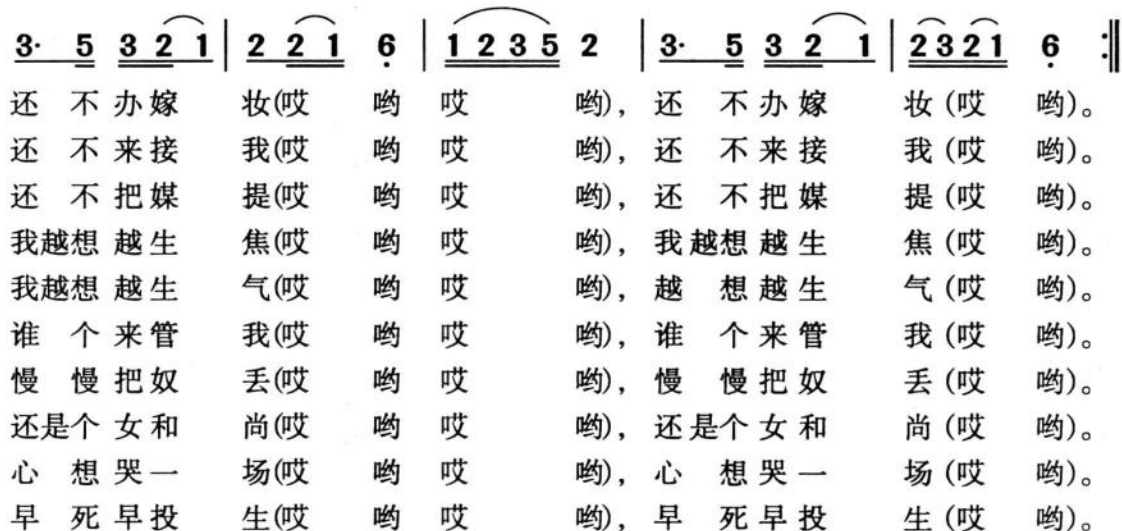 3· 5 3 2 1 | 2 2 1 6 | 1 2 3 5 2 | 3· 5 3 2 1 | 2 3 2 1 6 :‖
还 不 办 嫁 妆(哎 哟 哎 哟), 还 不 办 嫁 妆 (哎 哟)。
还 不 来 接 我(哎 哟 哎 哟), 还 不 来 接 我 (哎 哟)。
还 不 把 媒 提(哎 哟 哎 哟), 还 不 把 媒 提 (哎 哟)。
我越想 越 生 焦(哎 哟 哎 哟), 我 越想 越 生 焦 (哎 哟)。
我越想 越 生 气(哎 哟 哎 哟), 越 想 越 生 气 (哎 哟)。
谁 个 来 管 我(哎 哟 哎 哟), 谁 个 来 管 我 (哎 哟)。
慢 慢 把 奴 丢(哎 哟 哎 哟), 慢 慢 把 奴 丢 (哎 哟)。
还是个 女 和 尚(哎 哟 哎 哟), 还 是个 女 和 尚 (哎 哟)。
心 想 哭 一 场(哎 哟 哎 哟), 心 想 哭 一 场 (哎 哟)。
早 死 早 投 生(哎 哟 哎 哟), 早 死 早 投 生 (哎 哟)。